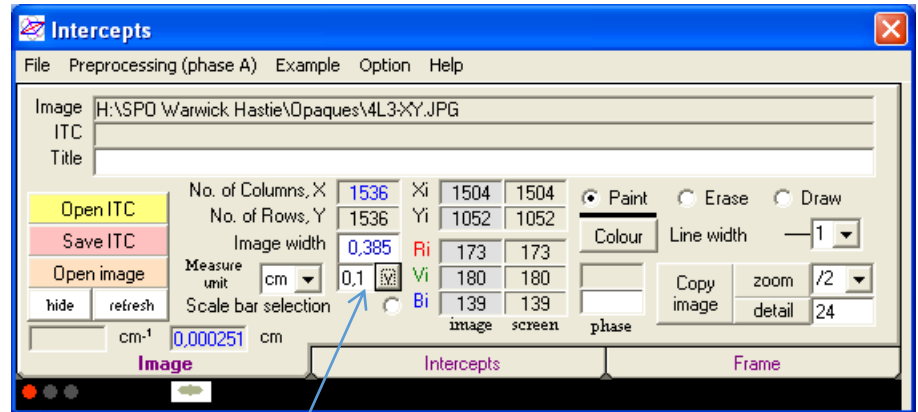 Intercepts
File Preprocessing (phase A) Example Option Help
Image H:\SPO Warwick Hastie\Opaques\4L3-XY.JPG
ITC
Title
No. of Columns, X 1536 Xi 1504 1504 Paint Erase Draw
Open ITC No. of Rows, Y 1536 Yi 1052 1052
Save ITC Image width 0,385 Ri 173 173 Colour Line width 1
Open image Measure unit cm 0,1 v Vi 180 180 Copy image zoom /2
hide refresh Scale bar selection Bi 139 139 detail 24
image screen phase
cm-1 0,000251 cm
Image Intercepts Frame